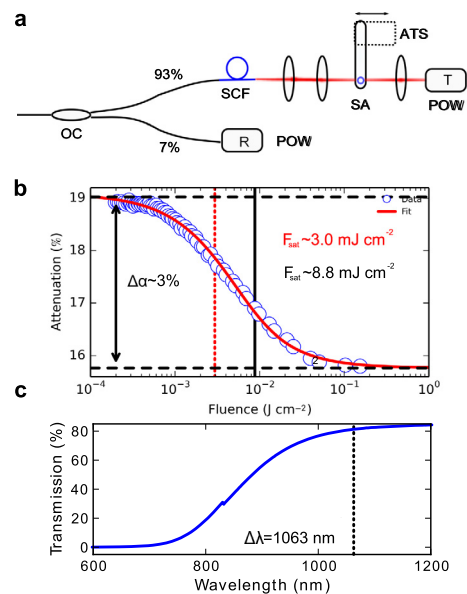 a
ATS
93%
SCF
SA
T
POW
OC
7%
R
POW
b
19
18
17
16
Attenuation (%)
Data
Fit
F sat ~3.0 mJ cm-2
F sat ~8.8 mJ cm-2
Δα~3%
2
10−4 10−3 10−2 10−1 100
Fluence (J cm−2)
c
80
60
40
20
0
Transmission (%)
Δλ=1063 nm
600 800 1000 1200
Wavelength (nm)